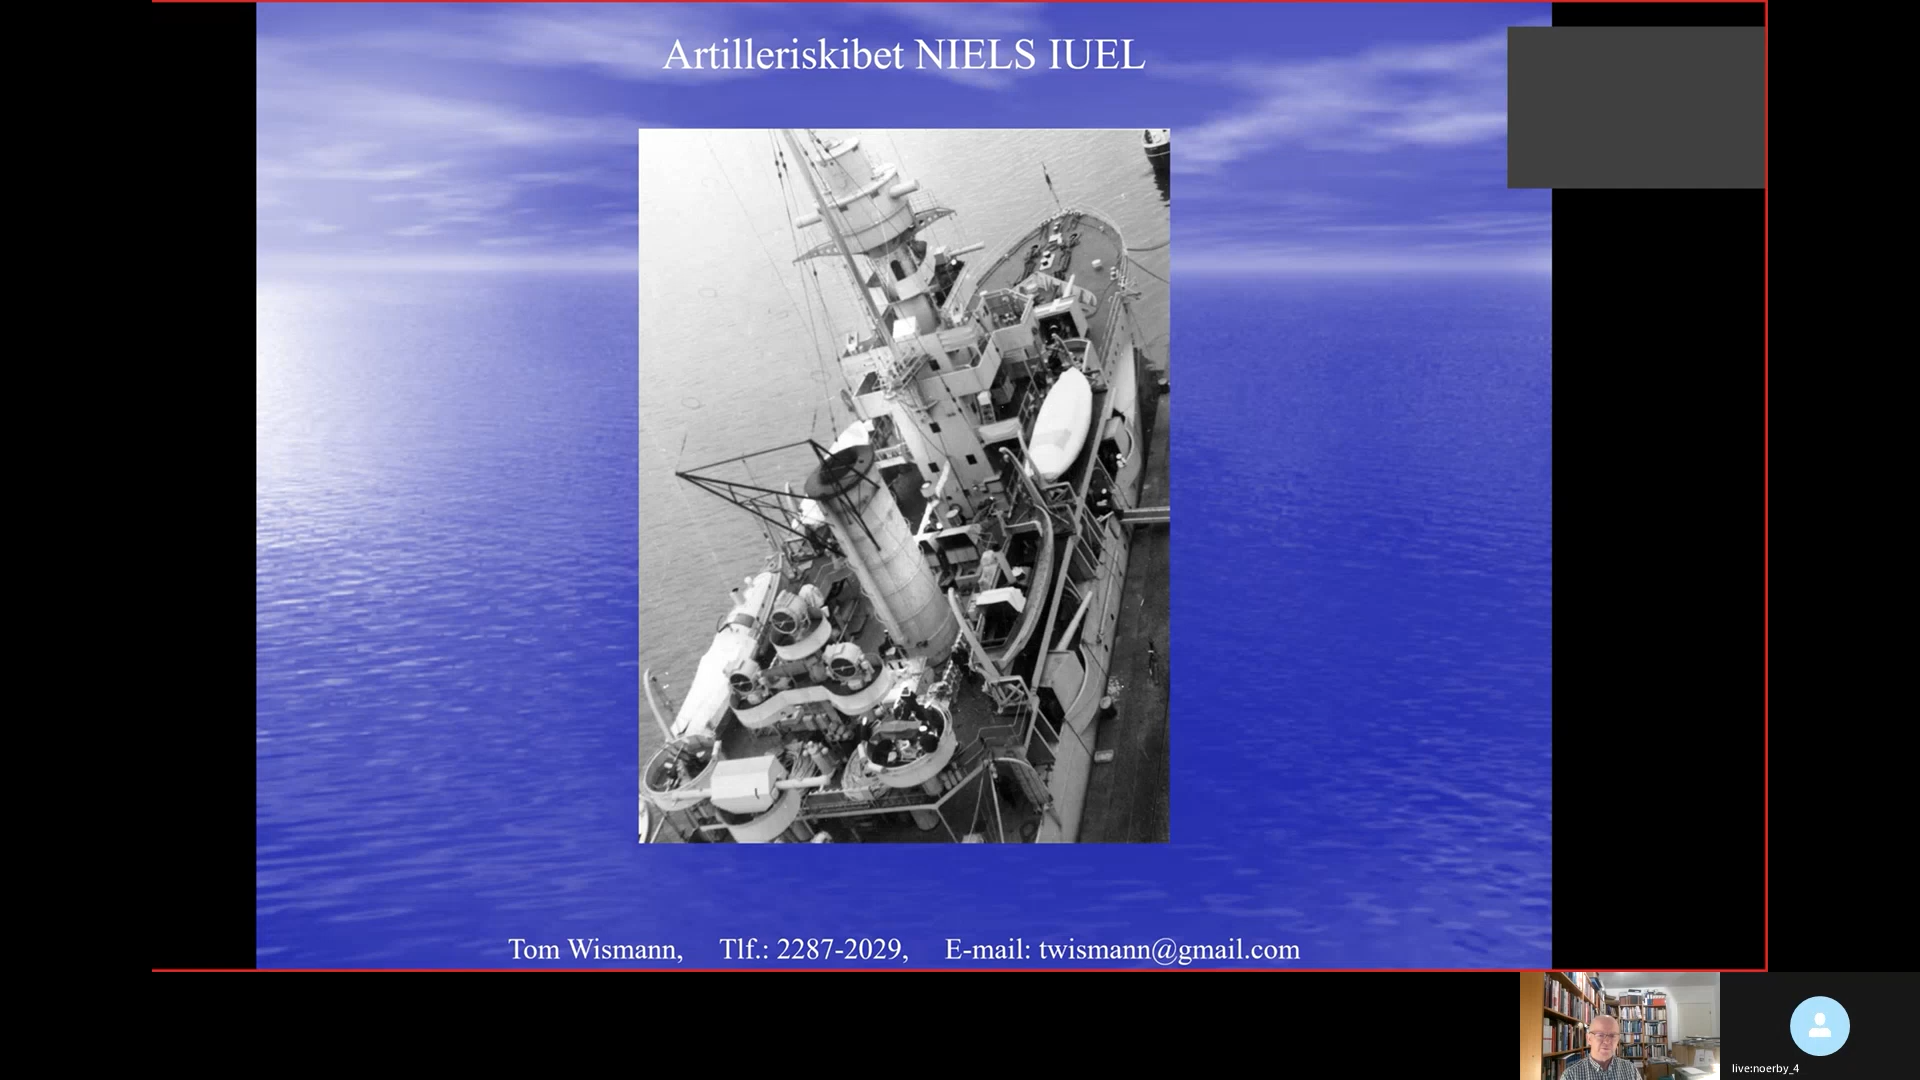 Artilleriskibet NIELS IUEL
Tom Wismann, Tlf.: 2287-2029, E-mail: twismann@gmail.com
live:noerby_4